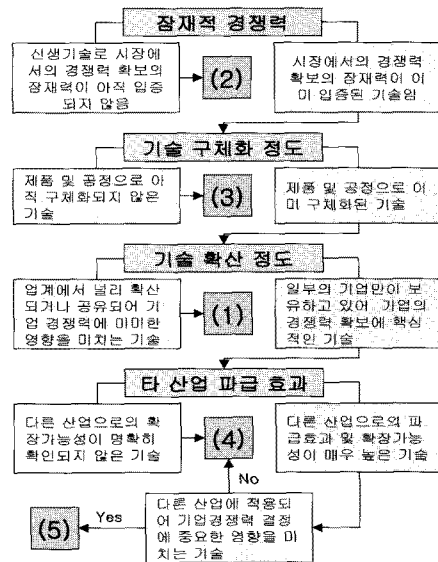 잠재적 경쟁력
신생기술로 시장에
서의 경쟁력 확보의
잠재력이 아직 입증
되지 않음
(2)
시장에서의 경쟁력
확보의 잠재력이 이
미 입증된 기술임
기술 구체화 정도
제품 및 공정으로 아
직 구체화되지 않은
기술
(3)
제품 및 공정으로 이
미 구체화된 기술
기술 확산 정도
업계에서 널리 확산
되거나 공유되어 기
업 경쟁력에 미미한
영향을 미치는 기술
(1)
일부의 기업만이 보
유하고 있어 기업의
경쟁력 확보에 핵심
적인 기술
타 산업 파급 효과
다른 산업으로의 확
장가능성이 명확히
확인되지 않은 기술
(4)
다른 산업으로의 파
급효과 및 확장가능
성이 매우 높은 기술
No
다른 산업에 적용되
어 기업경쟁력 결정
에 중요한 영향을 미
치는 기술
Yes
(5)